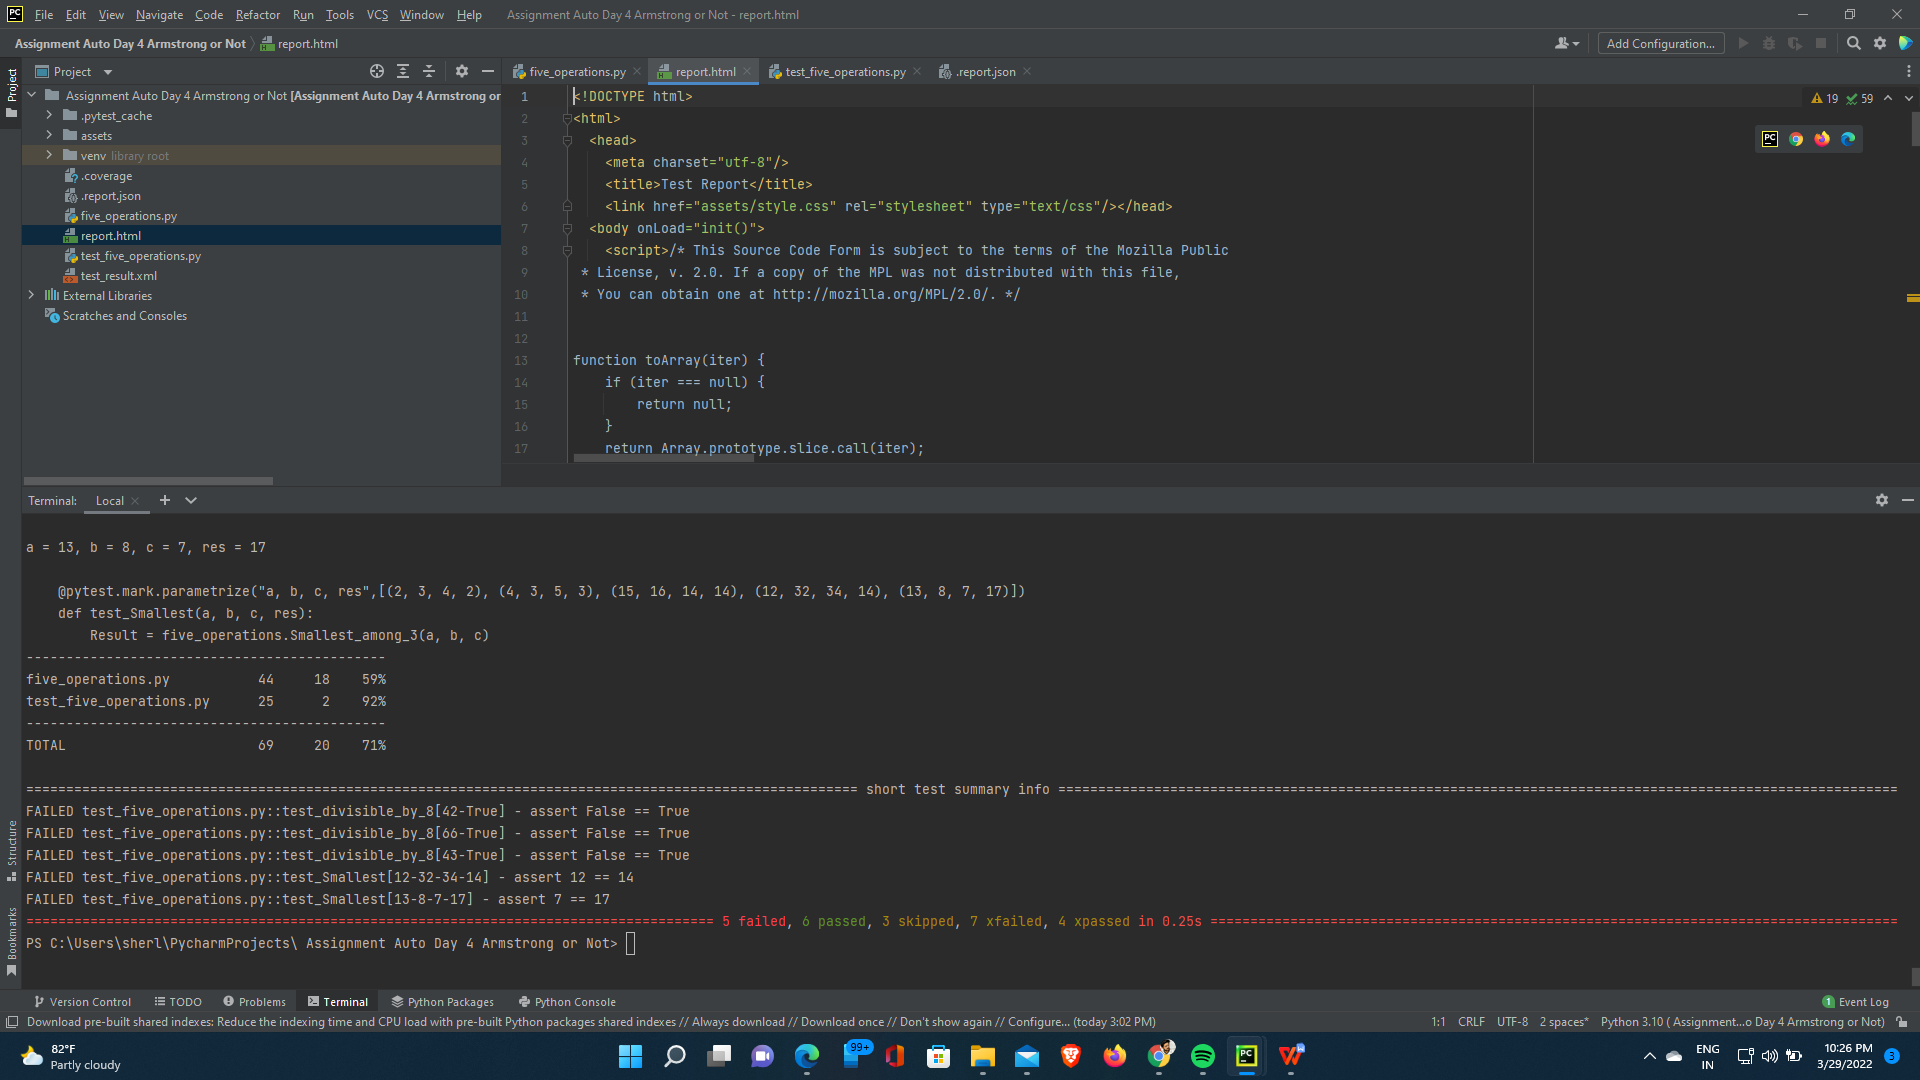 PC File Edit View Navigate Code Refactor Run Tools VCS Window Help Assignment Auto Day 4 Armstrong or Not - report.html
Assignment Auto Day 4 Armstrong or Not report.html Add Configuration...
Project
Project
five_operations.py report.html test_five_operations.py .report.json
Assignment Auto Day 4 Armstrong or Not [Assignment Auto Day 4 Armstrong or
.pytest_cache
assets
venv library root
.coverage
.report.json
five_operations.py
report.html
test_five_operations.py
test_result.xml
External Libraries
Scratches and Consoles
19 59
PC
1 <!DOCTYPE html>
2 <html>
3 <head>
4 <meta charset="utf-8"/>
5 <title>Test Report</title>
6 <link href="assets/style.css" rel="stylesheet" type="text/css"/></head>
7 <body onLoad="init()">
8 <script>/* This Source Code Form is subject to the terms of the Mozilla Public
9 * License, v. 2.0. If a copy of the MPL was not distributed with this file,
10 * You can obtain one at http://mozilla.org/MPL/2.0/. */
11
12
13 function toArray(iter) {
14 if (iter === null) {
15 return null;
16 }
17 return Array.prototype.slice.call(iter);
Terminal: Local
a = 13, b = 8, c = 7, res = 17
@pytest.mark.parametrize("a, b, c, res",[(2, 3, 4, 2), (4, 3, 5, 3), (15, 16, 14, 14), (12, 32, 34, 14), (13, 8, 7, 17)])
def test_Smallest(a, b, c, res):
Result = five_operations.Smallest_among_3(a, b, c)
---------------------------------------------
five_operations.py 44 18 59%
test_five_operations.py 25 2 92%
---------------------------------------------
TOTAL 69 20 71%
short test summary info
FAILED test_five_operations.py::test_divisible_by_8[42-True] - assert False == True
FAILED test_five_operations.py::test_divisible_by_8[66-True] - assert False == True
FAILED test_five_operations.py::test_divisible_by_8[43-True] - assert False == True
FAILED test_five_operations.py::test_Smallest[12-32-34-14] - assert 12 == 14
FAILED test_five_operations.py::test_Smallest[13-8-7-17] - assert 7 == 17
5 failed, 6 passed, 3 skipped, 7 xfailed, 4 xpassed in 0.25s
PS C:\Users\sherl\PycharmProjects\ Assignment Auto Day 4 Armstrong or Not>
Structure
Bookmarks
Version Control TODO Problems Terminal Python Packages Python Console 1 Event Log
Download pre-built shared indexes: Reduce the indexing time and CPU load with pre-built Python packages shared indexes // Always download // Download once // Don't show again // Configure... (today 3:02 PM) 1:1 CRLF UTF-8 2 spaces* Python 3.10 ( Assignment...o Day 4 Armstrong or Not)
82°F
Partly cloudy
99+
PC
ENG
IN
10:26 PM
3/29/2022
3